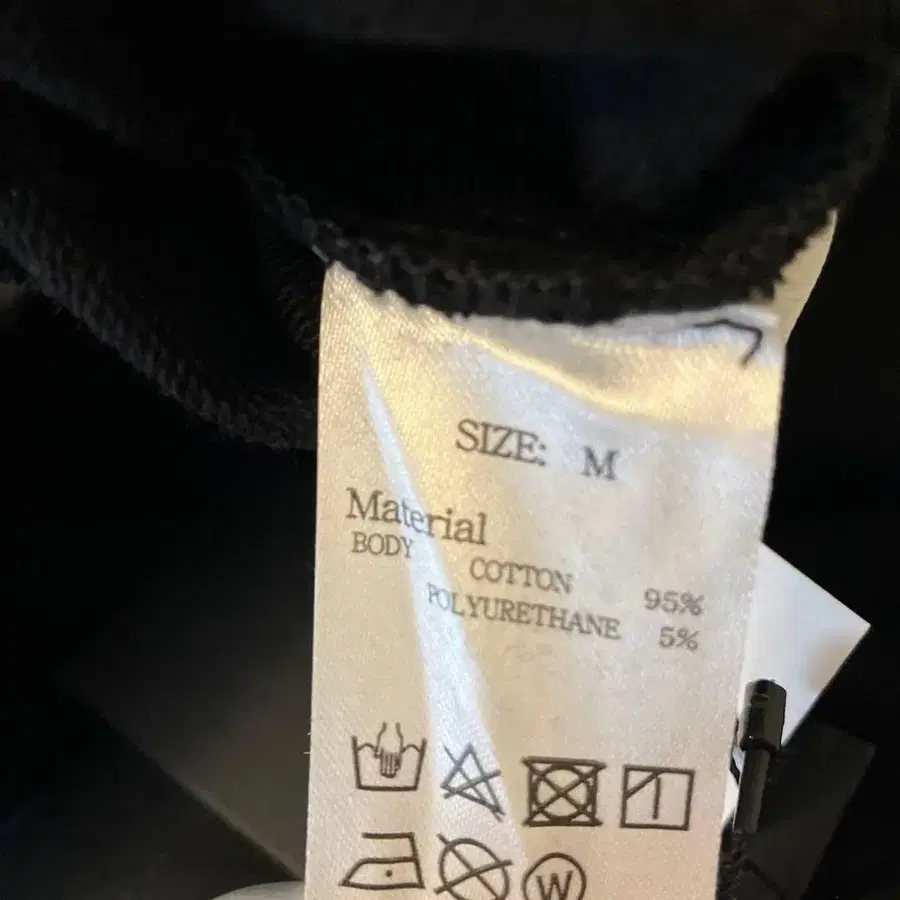 SIZE: M
Material
BODY
COTTON 95%
POLYURETHANE 5%
W